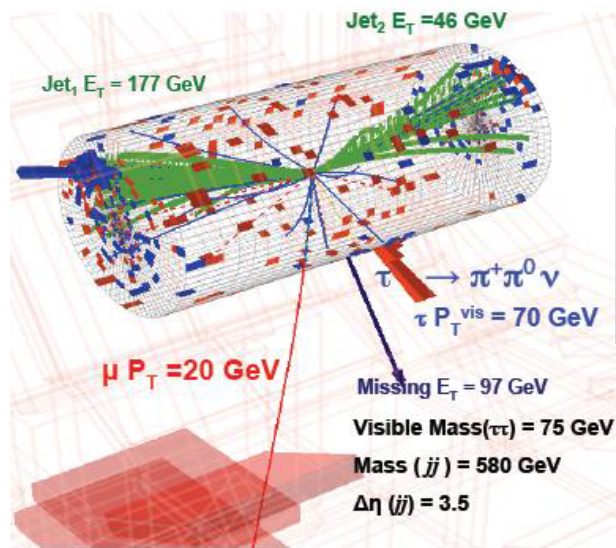 Jet₂ E_T =46 GeV
Jet₁ E_T = 177 GeV
τ → π⁺π⁰ ν
τ P_T^vis = 70 GeV
μ P_T =20 GeV
Missing E_T = 97 GeV
Visible Mass(ττ) = 75 GeV
Mass ( jj ) = 580 GeV
Δη (jj) = 3.5